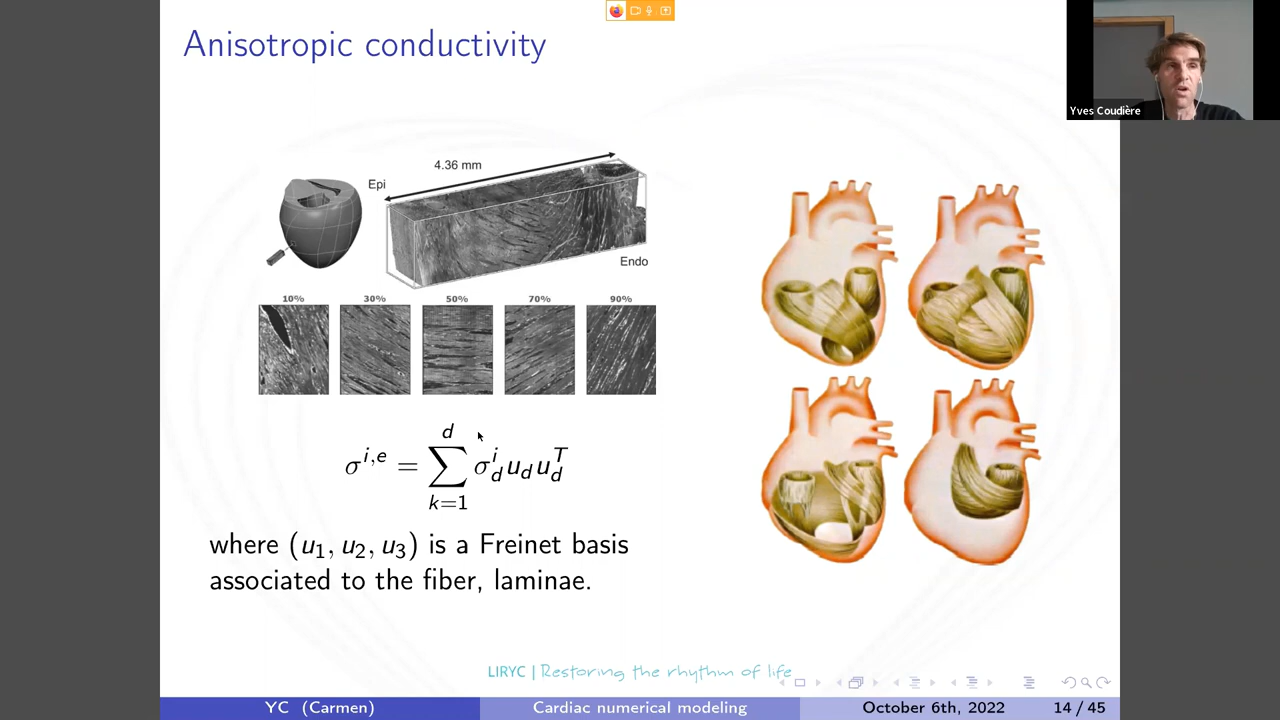 Anisotropic conductivity
Yves Coudière
4.36 mm
Epi
Endo
10% 30% 50% 70% 90%
σ^{i,e} = ∑_{k=1}^{d} σ_d^i u_d u_d^T
where (u₁, u₂, u₃) is a Freinet basis
associated to the fiber, laminae.
LIRYC | Restoring the rhythm of life
YC (Carmen) Cardiac numerical modeling October 6th, 2022 14 / 45